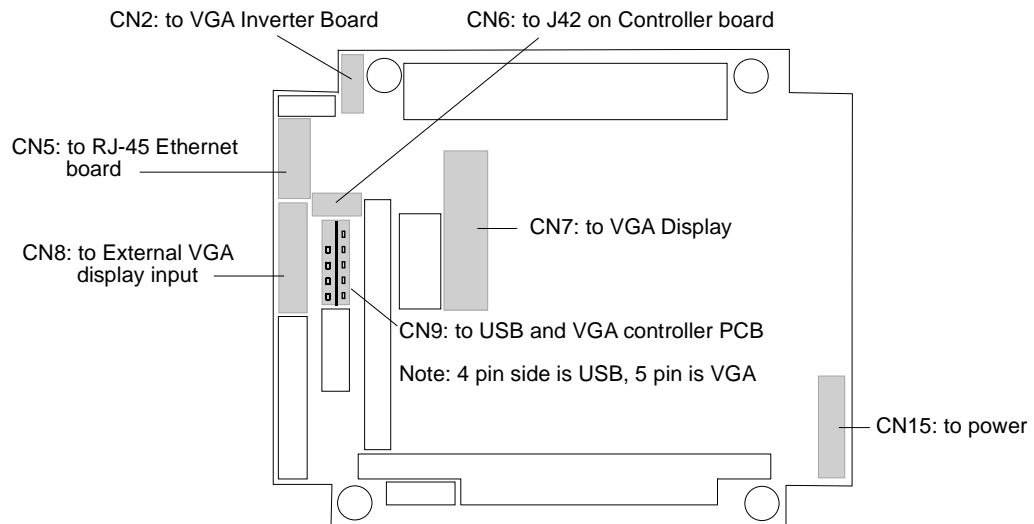 CN2: to VGA Inverter Board
CN6: to J42 on Controller board
CN5: to RJ-45 Ethernet
board
CN7: to VGA Display
CN8: to External VGA
display input
CN9: to USB and VGA controller PCB
Note: 4 pin side is USB, 5 pin is VGA
CN15: to power